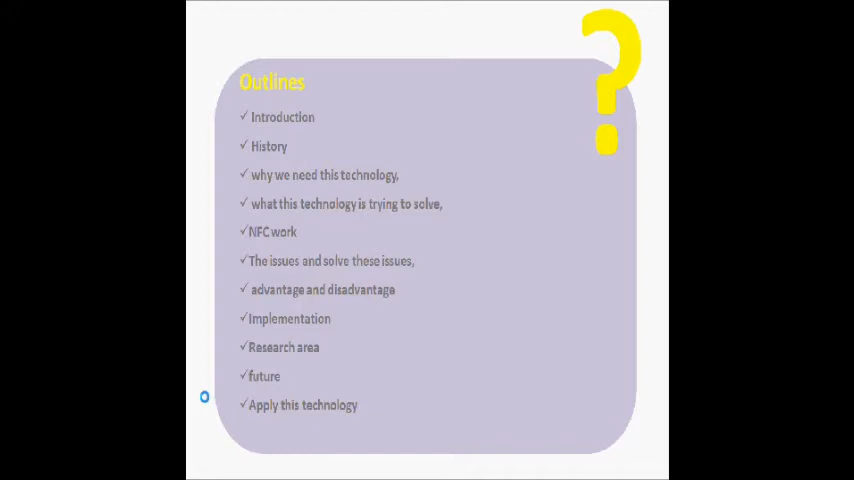 ?
Outlines
✓ Introduction
✓ History
✓ why we need this technology,
✓ what this technology is trying to solve,
✓NFC work
✓The issues and solve these issues,
✓ advantage and disadvantage
✓Implementation
✓Research area
✓future
✓Apply this technology